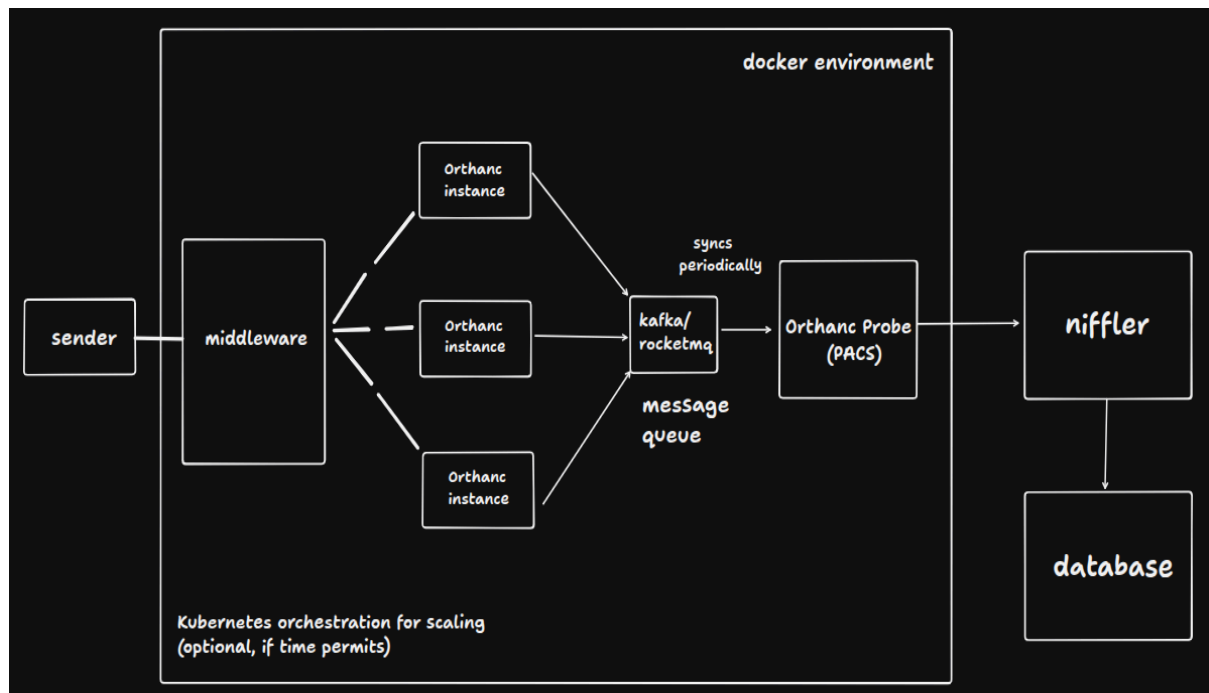 docker environment
Orthanc
instance
syncs
periodically
sender
middleware
Orthanc
instance
kafka/
rocketmq
Orthanc Probe
(PACS)
niffler
message
queue
Orthanc
instance
database
Kubernetes orchestration for scaling
(optional, if time permits)